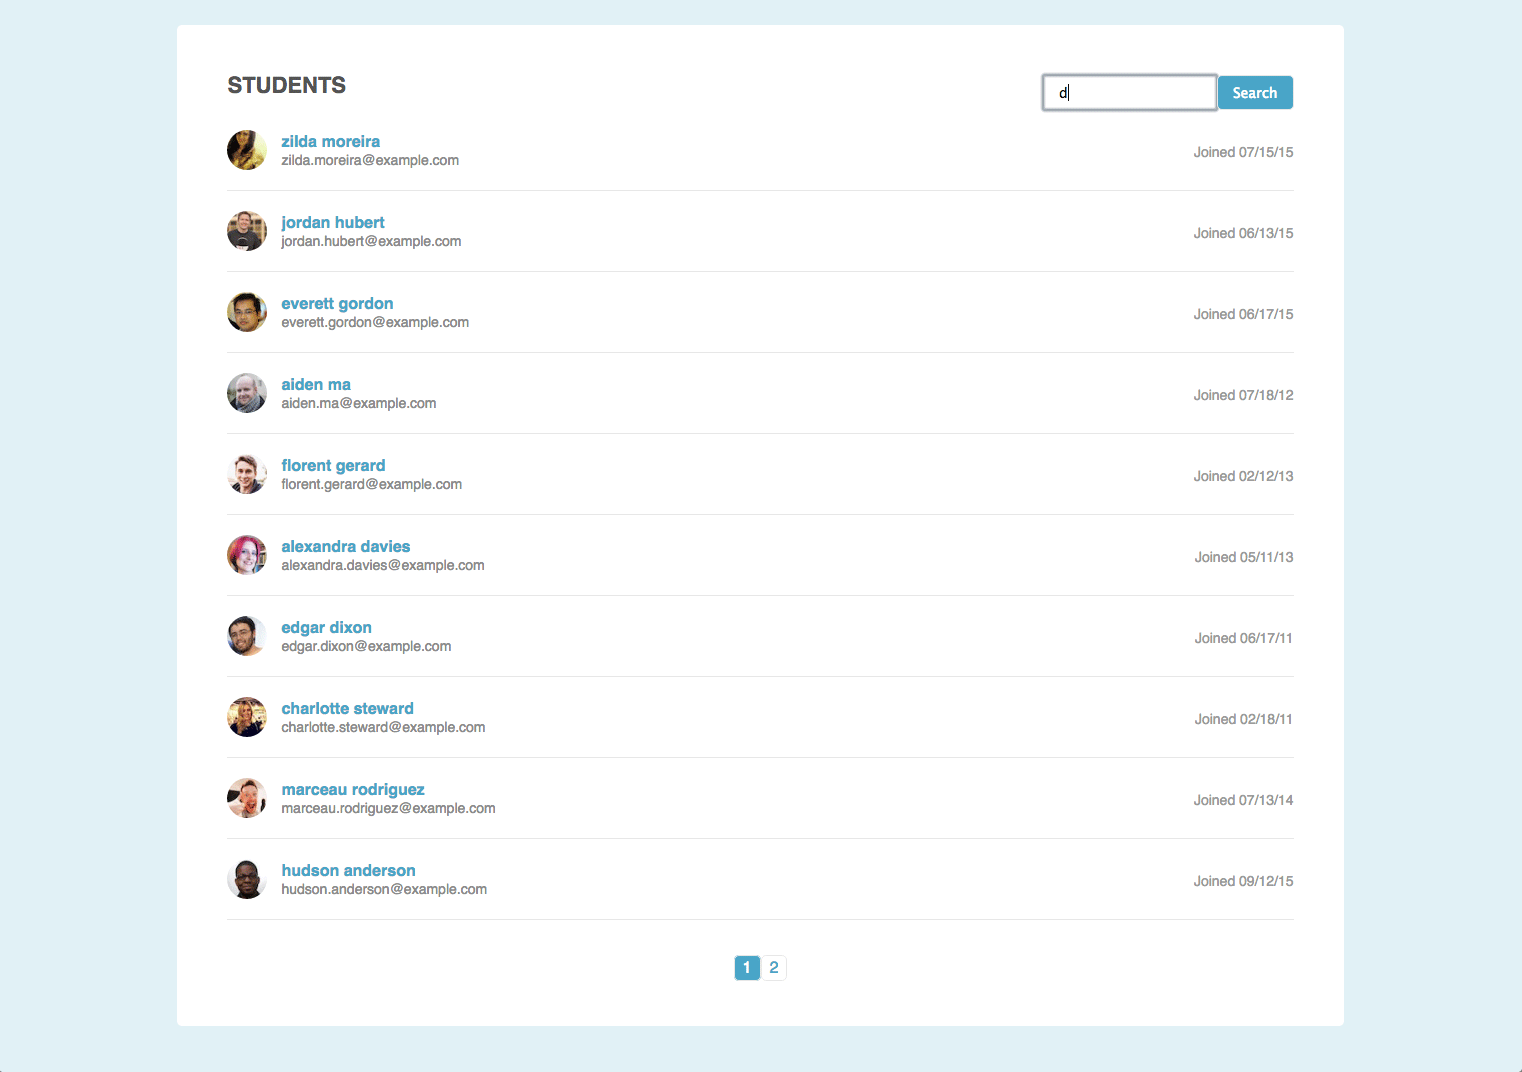 STUDENTS
d
Search
zilda moreira
zilda.moreira@example.com
Joined 07/15/15
jordan hubert
jordan.hubert@example.com
Joined 06/13/15
everett gordon
everett.gordon@example.com
Joined 06/17/15
aiden ma
aiden.ma@example.com
Joined 07/18/12
florent gerard
florent.gerard@example.com
Joined 02/12/13
alexandra davies
alexandra.davies@example.com
Joined 05/11/13
edgar dixon
edgar.dixon@example.com
Joined 06/17/11
charlotte steward
charlotte.steward@example.com
Joined 02/18/11
marceau rodriguez
marceau.rodriguez@example.com
Joined 07/13/14
hudson anderson
hudson.anderson@example.com
Joined 09/12/15
1 2